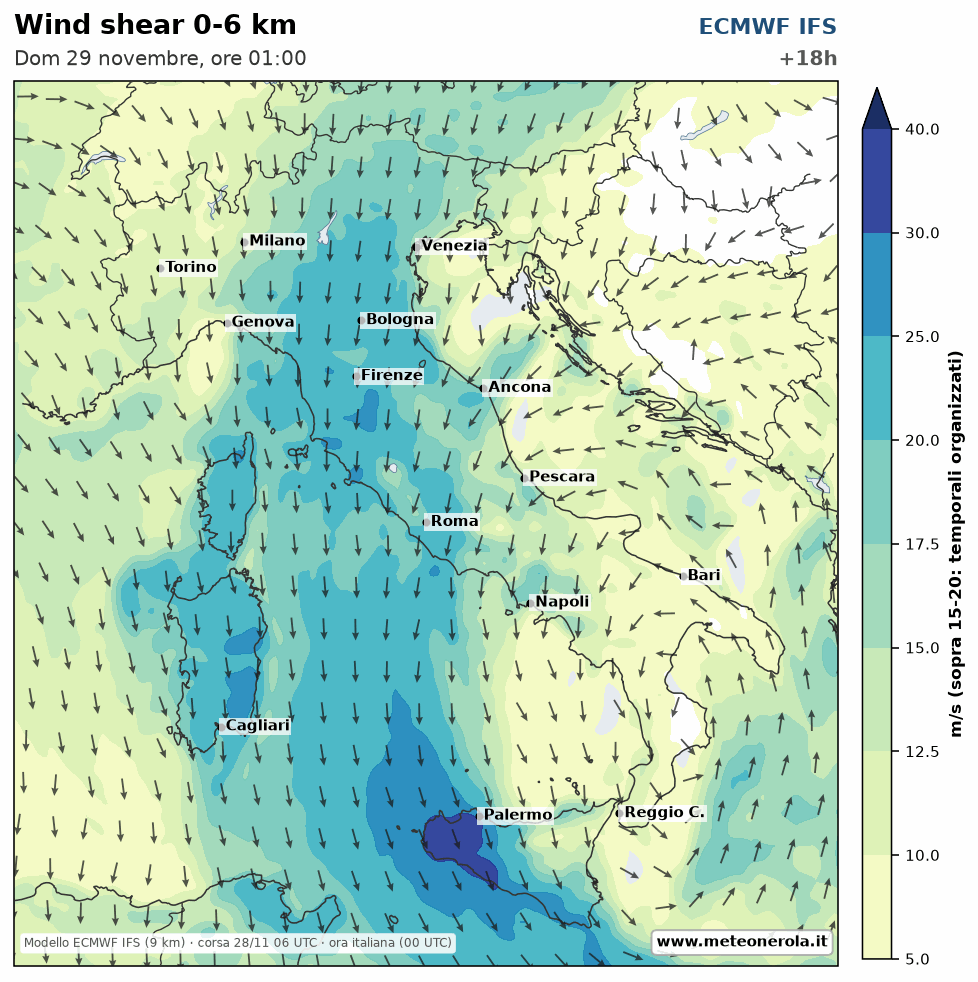 Wind shear 0-6 km
ECMWF IFS
Dom 29 novembre, ore 01:00
+18h
Milano
Venezia
Torino
Genova
Bologna
Firenze
Ancona
Pescara
Roma
Bari
Napoli
Cagliari
Palermo
Reggio C.
40.0
30.0
25.0
20.0
17.5
15.0
12.5
10.0
5.0
m/s (sopra 15-20: temporali organizzati)
Modello ECMWF IFS (9 km) · corsa 28/11 06 UTC · ora italiana (00 UTC)
www.meteonerola.it